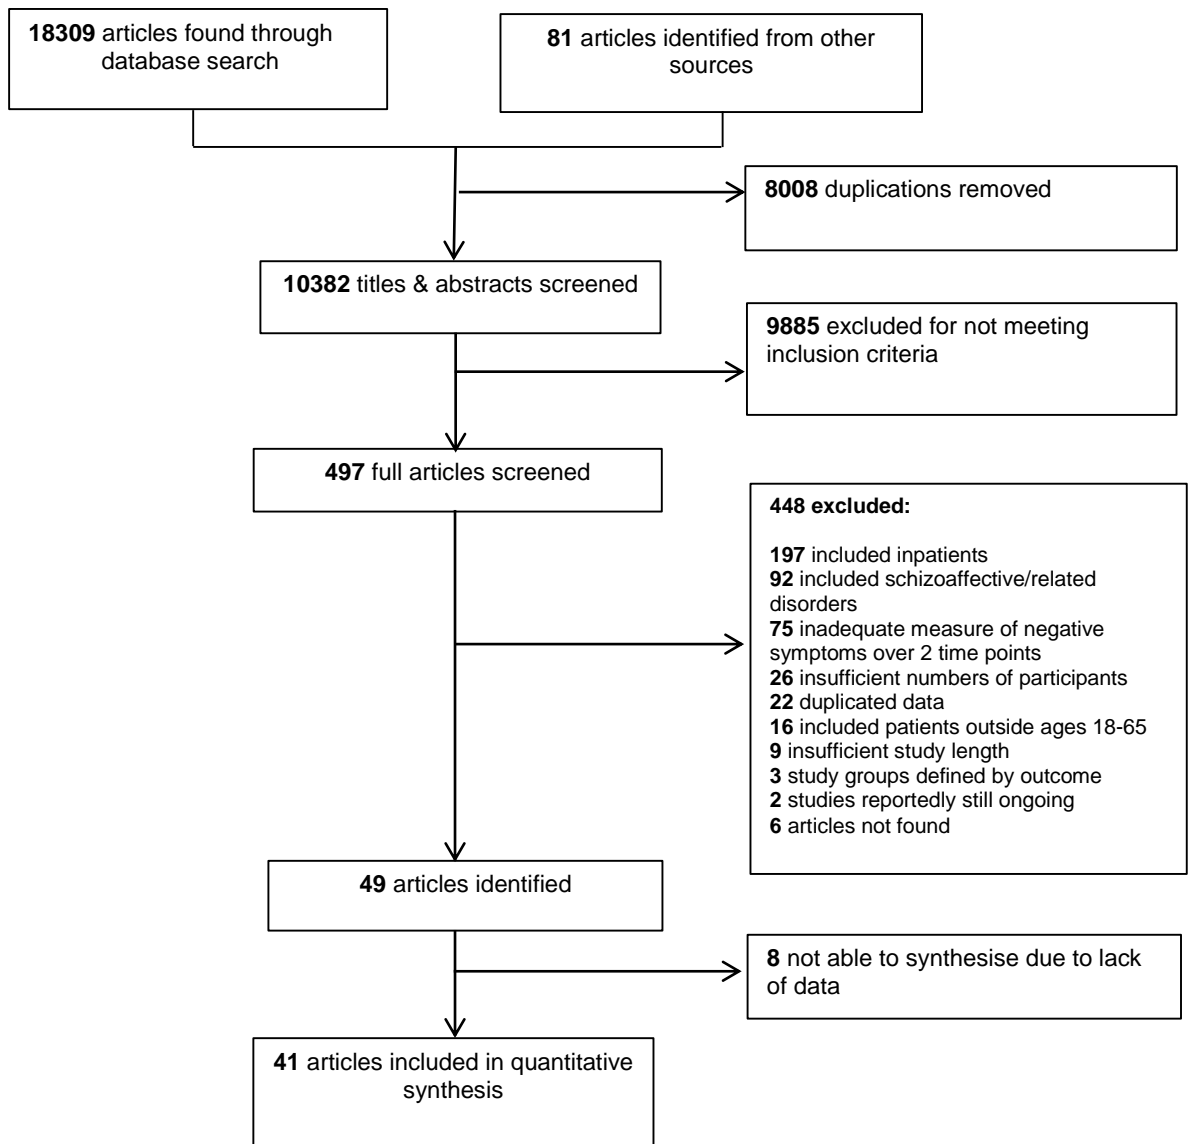 18309 articles found through
database search
81 articles identified from other
sources
8008 duplications removed
10382 titles & abstracts screened
9885 excluded for not meeting
inclusion criteria
497 full articles screened
448 excluded:
197 included inpatients
92 included schizoaffective/related
disorders
75 inadequate measure of negative
symptoms over 2 time points
26 insufficient numbers of participants
22 duplicated data
16 included patients outside ages 18-65
9 insufficient study length
3 study groups defined by outcome
2 studies reportedly still ongoing
6 articles not found
49 articles identified
8 not able to synthesise due to lack
of data
41 articles included in quantitative
synthesis